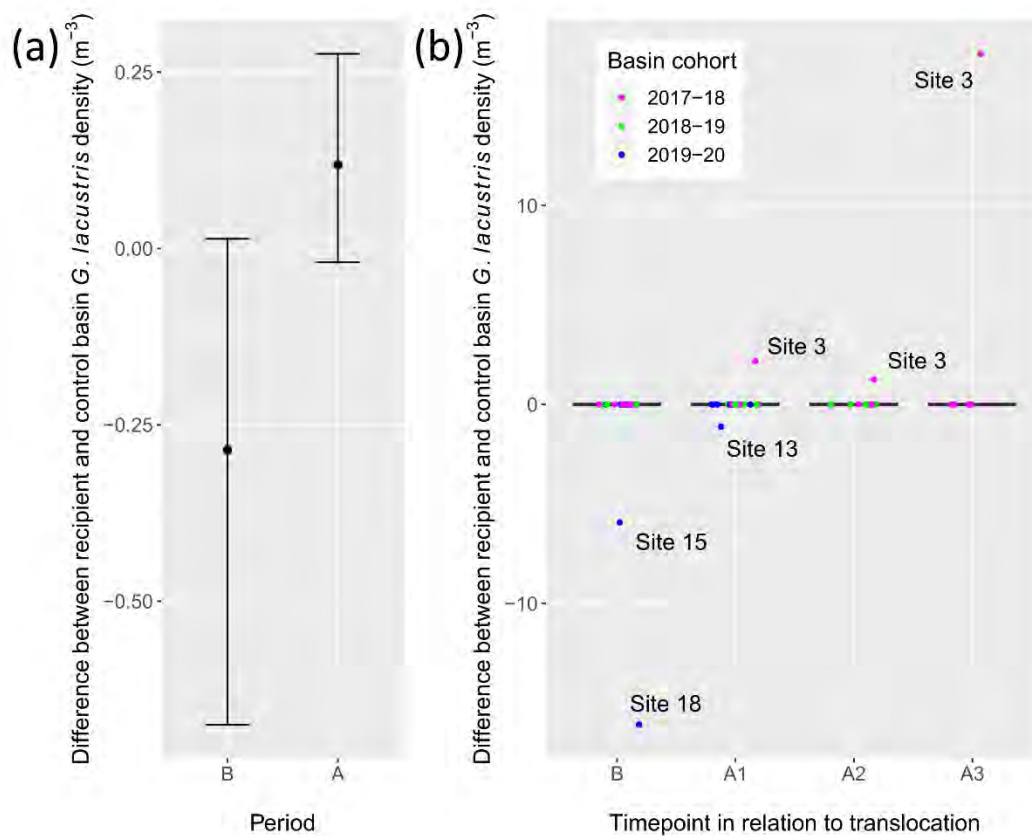 (a)
Difference between recipient and control basin G. lacustris density (m⁻³)
0.25
0.00
−0.25
−0.50
B
A
Period
(b)
Difference between recipient and control basin G. lacustris density (m⁻³)
10
0
−10
Basin cohort
2017−18
2018−19
2019−20
Site 3
Site 3
Site 3
Site 13
Site 15
Site 18
B
A1
A2
A3
Timepoint in relation to translocation